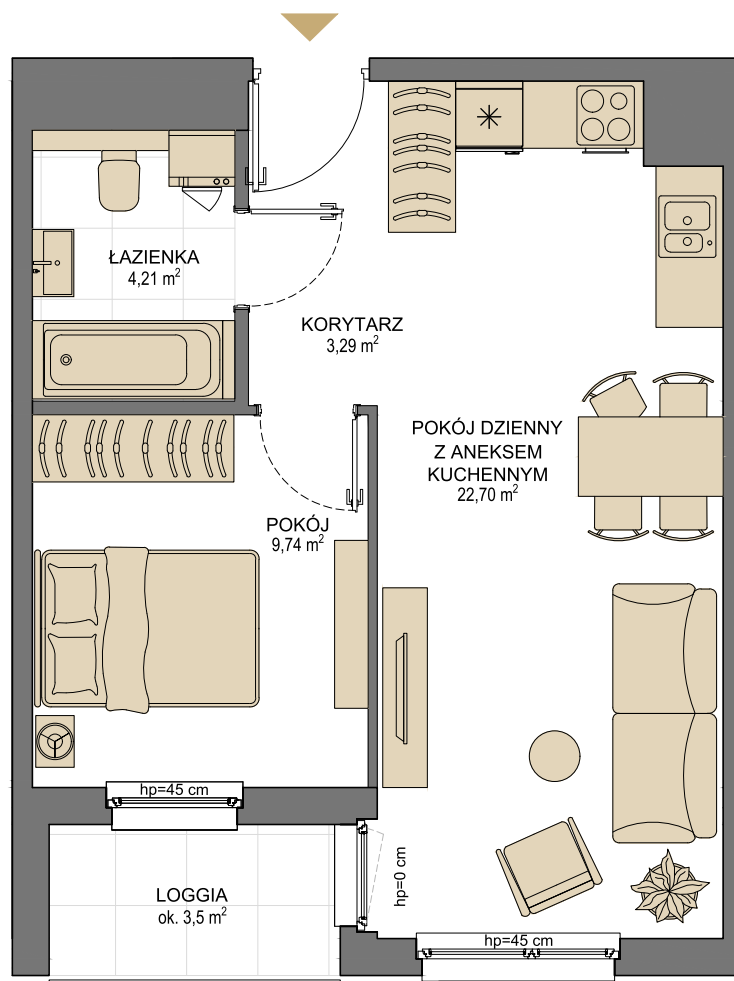 ŁAZIENKA
4,21 m²
KORYTARZ
3,29 m²
POKÓJ DZIENNY
Z ANEKSEM
KUCHENNYM
22,70 m²
POKÓJ
9,74 m²
hp=45 cm
hp=0 cm
LOGGIA
ok. 3,5 m²
hp=45 cm